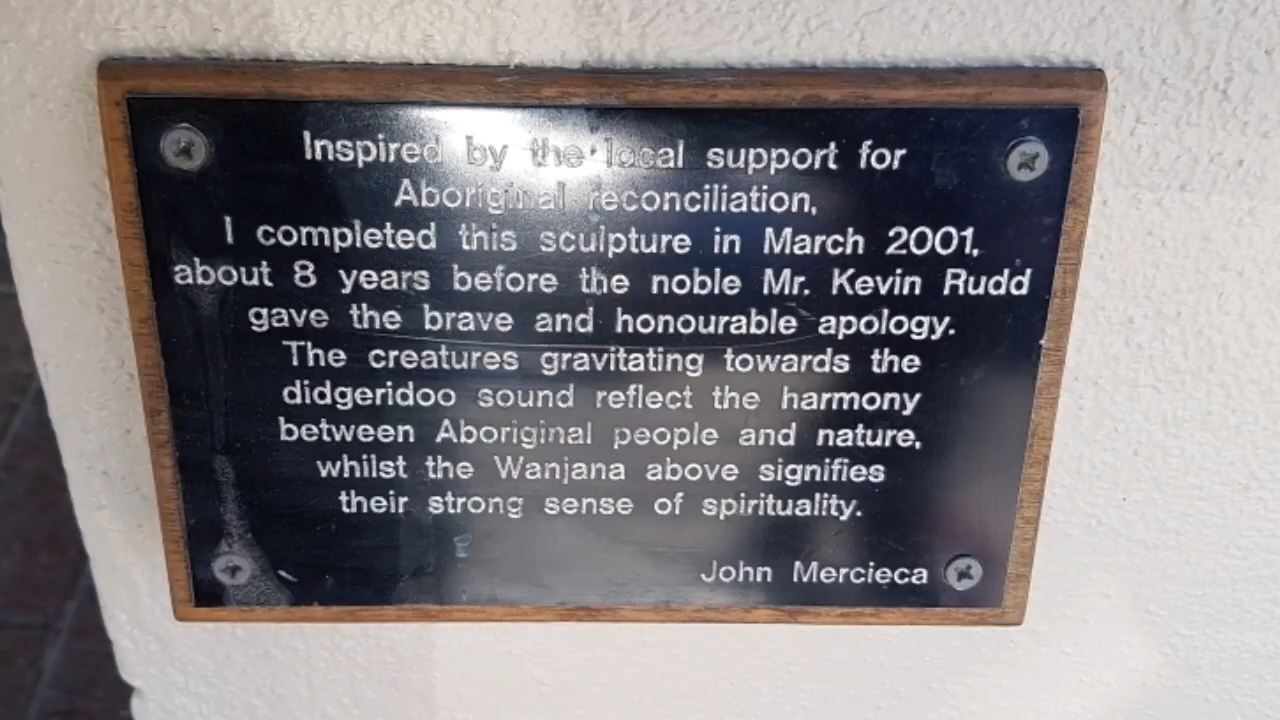 Inspired by the local support for
Aboriginal reconciliation,
I completed this sculpture in March 2001,
about 8 years before the noble Mr. Kevin Rudd
gave the brave and honourable apology.
The creatures gravitating towards the
didgeridoo sound reflect the harmony
between Aboriginal people and nature,
whilst the Wanjana above signifies
their strong sense of spirituality.
John Mercieca